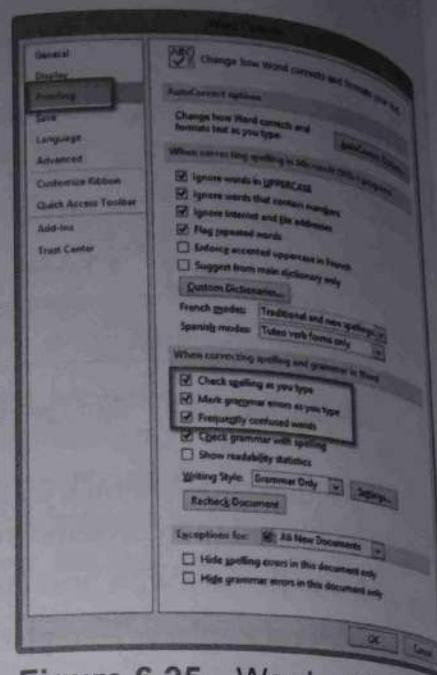 Word Options
General
Display
Proofing
Save
Language
Advanced
Customize Ribbon
Quick Access Toolbar
Add-Ins
Trust Center
ABC
Change how Word corrects and formats your text.
AutoCorrect options
Change how Word corrects and
formats text as you type:
AutoCorrect Options...
When correcting spelling in Microsoft Office programs
Ignore words in UPPERCASE
Ignore words that contain numbers
Ignore Internet and file addresses
Flag repeated words
Enforce accented uppercase in French
Suggest from main dictionary only
Custom Dictionaries...
French modes: Traditional and new spellings
Spanish modes: Tuteo verb forms only
When correcting spelling and grammar in Word
Check spelling as you type
Mark grammar errors as you type
Frequently confused words
Check grammar with spelling
Show readability statistics
Writing Style: Grammar Only Settings...
Recheck Document
Exceptions for: All New Documents
Hide spelling errors in this document only
Hide grammar errors in this document only
OK